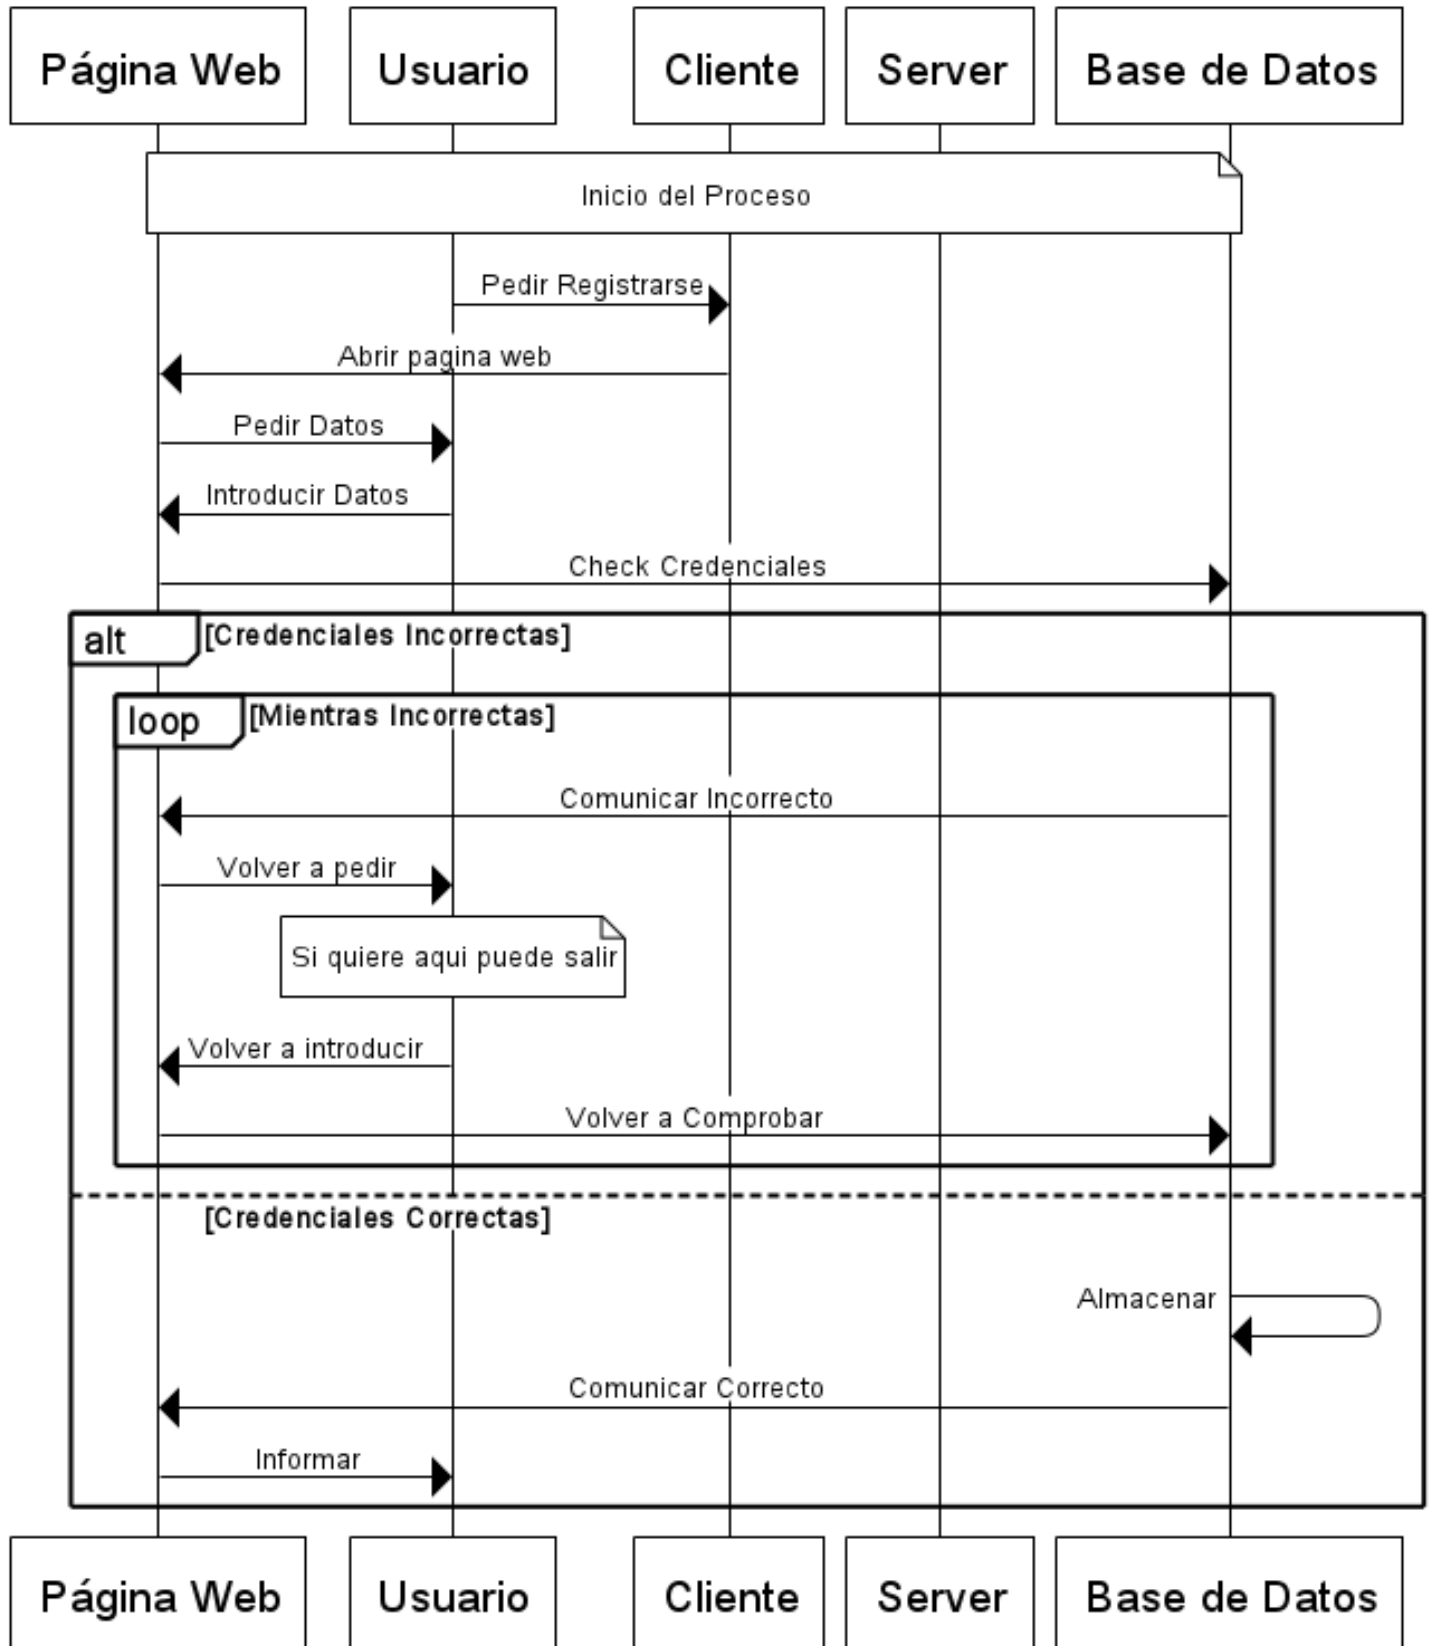 Página Web
Usuario
Cliente
Server
Base de Datos
Inicio del Proceso
Pedir Registrarse
Abrir pagina web
Pedir Datos
Introducir Datos
Check Credenciales
alt
[Credenciales Incorrectas]
loop
[Mientras Incorrectas]
Comunicar Incorrecto
Volver a pedir
Si quiere aqui puede salir
Volver a introducir
Volver a Comprobar
[Credenciales Correctas]
Almacenar
Comunicar Correcto
Informar
Página Web
Usuario
Cliente
Server
Base de Datos